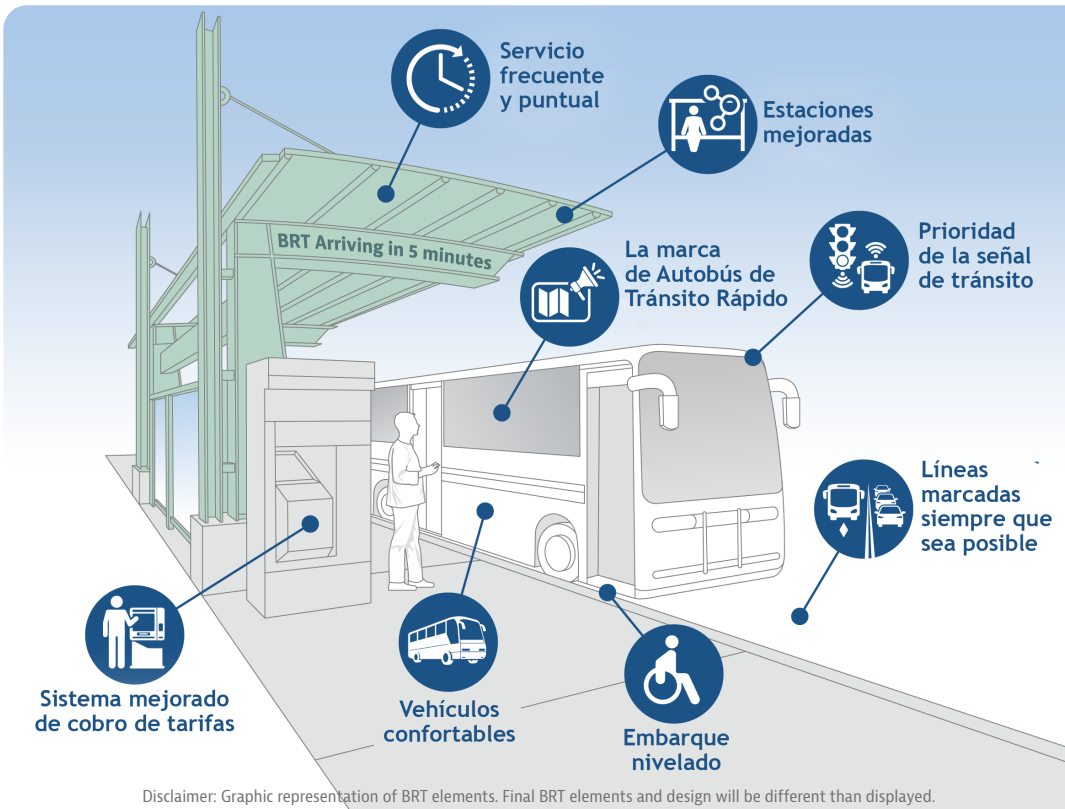 Servicio
frecuente
y puntual
Estaciones
mejoradas
BRT Arriving in 5 minutes
La marca
de Autobús de
Tránsito Rápido
Prioridad
de la señal
de tránsito
Líneas
marcadas
siempre que
sea posible
Sistema mejorado
de cobro de tarifas
Vehículos
confortables
Embarque
nivelado
Disclaimer: Graphic representation of BRT elements. Final BRT elements and design will be different than displayed.